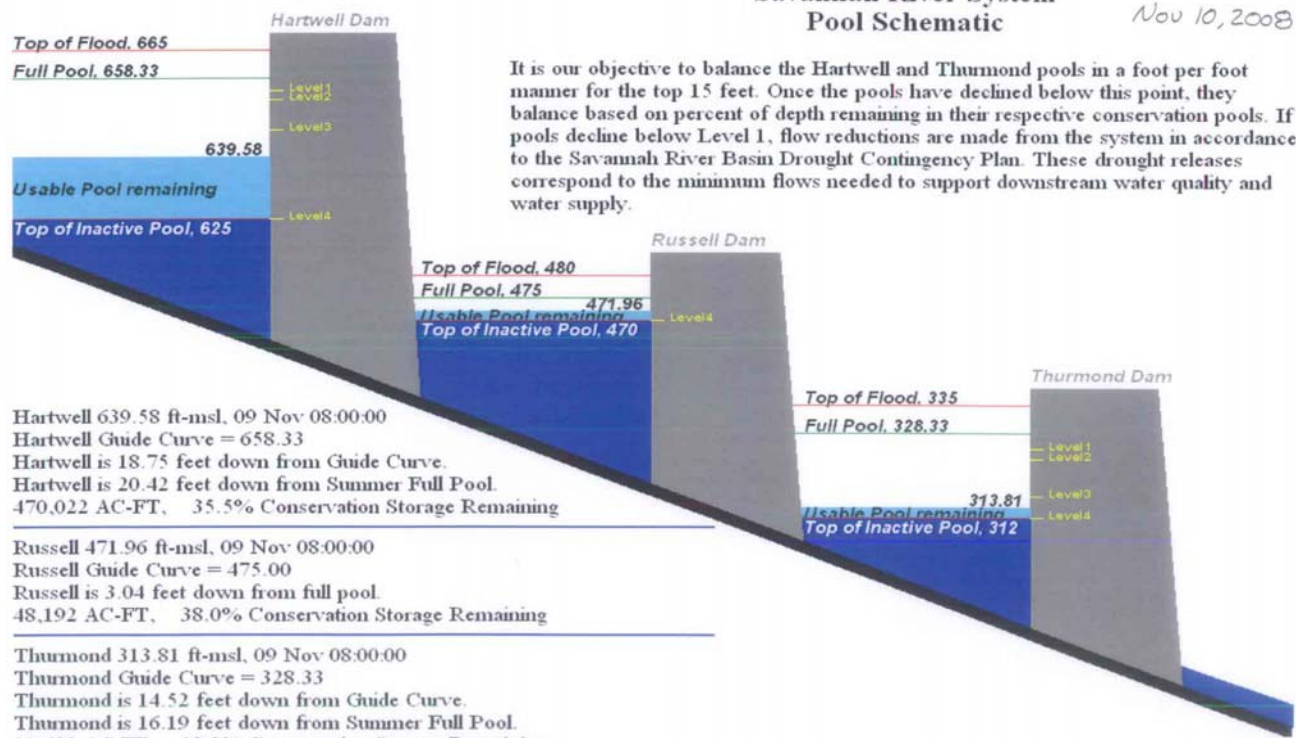 Pool Schematic
Nov 10, 2008
It is our objective to balance the Hartwell and Thurmond pools in a foot per foot
manner for the top 15 feet. Once the pools have declined below this point, they
balance based on percent of depth remaining in their respective conservation pools. If
pools decline below Level 1, flow reductions are made from the system in accordance
to the Savannah River Basin Drought Contingency Plan. These drought releases
correspond to the minimum flows needed to support downstream water quality and
water supply.
Hartwell Dam
Top of Flood, 665
Full Pool, 658.33
Level1
Level2
Level3
639.58
Usable Pool remaining
Level4
Top of Inactive Pool, 625
Russell Dam
Top of Flood, 480
Full Pool, 475
471.96
Usable Pool remaining
Level4
Top of Inactive Pool, 470
Thurmond Dam
Top of Flood, 335
Full Pool, 328.33
Level1
Level2
Level3
313.81
Usable Pool remaining
Level4
Top of Inactive Pool, 312
Hartwell 639.58 ft-msl, 09 Nov 08:00:00
Hartwell Guide Curve = 658.33
Hartwell is 18.75 feet down from Guide Curve.
Hartwell is 20.42 feet down from Summer Full Pool.
470,022 AC-FT, 35.5% Conservation Storage Remaining
Russell 471.96 ft-msl, 09 Nov 08:00:00
Russell Guide Curve = 475.00
Russell is 3.04 feet down from full pool.
48,192 AC-FT, 38.0% Conservation Storage Remaining
Thurmond 313.81 ft-msl, 09 Nov 08:00:00
Thurmond Guide Curve = 328.33
Thurmond is 14.52 feet down from Guide Curve.
Thurmond is 16.19 feet down from Summer Full Pool.